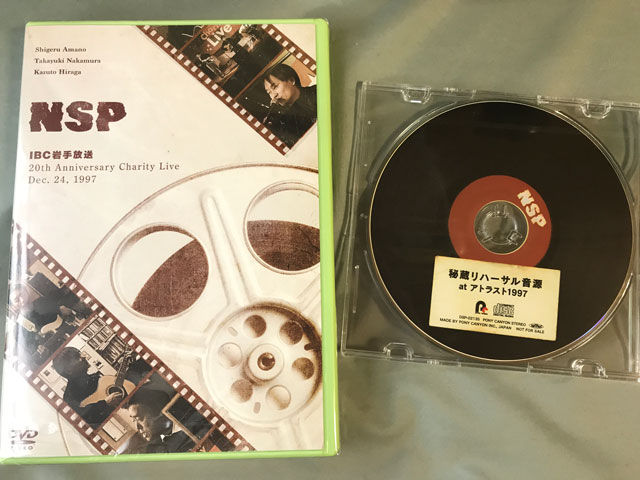 Shigeru Amano
Takayuki Nakamura
Kazuto Hiraga
NSP
IBC岩手放送
20th Anniversary Charity Live
Dec. 24, 1997
DVD
VIDEO
NSP
秘蔵リハーサル音源
at アトラスト1997
PONY CANYON STEREO
MADE BY PONY CANYON INC., JAPAN NOT FOR SALE